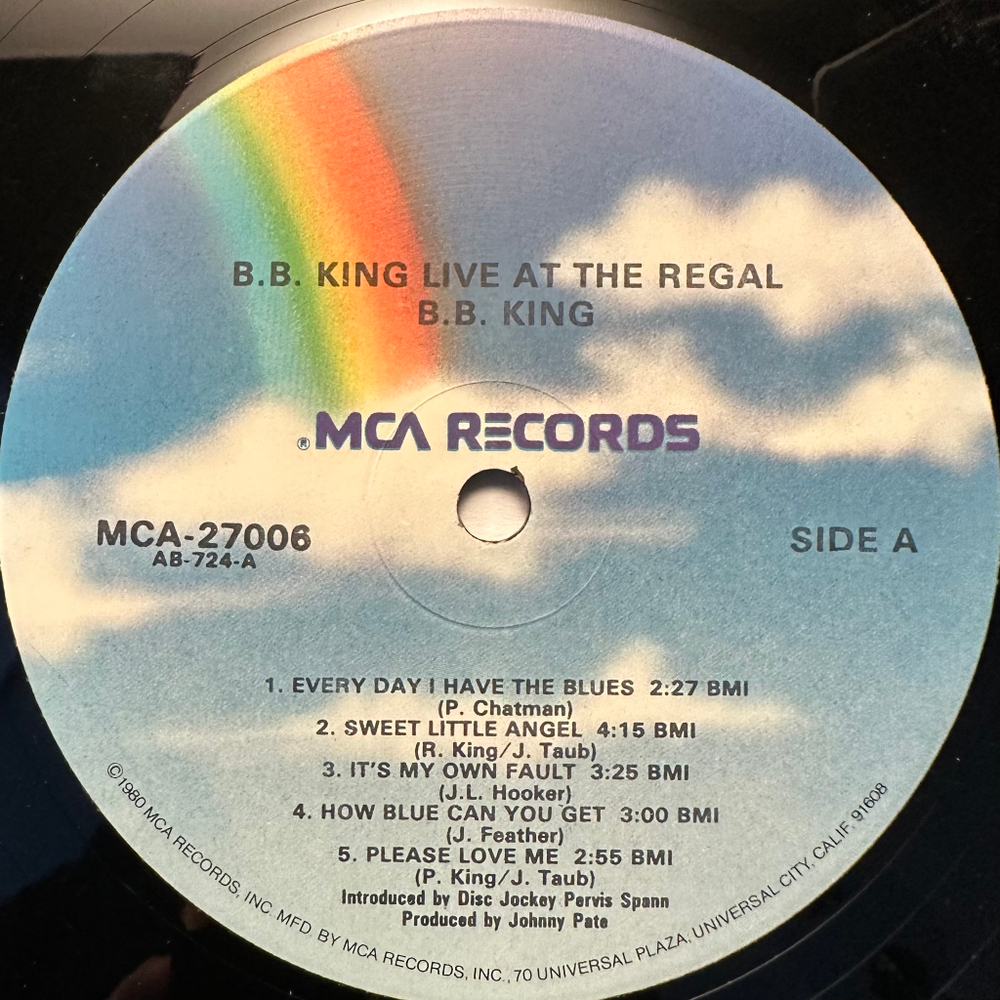 B.B. KING LIVE AT THE REGAL
B.B. KING
®MCA RECORDS
MCA-27006
AB-724-A
SIDE A
1. EVERY DAY I HAVE THE BLUES 2:27 BMI
(P. Chatman)
2. SWEET LITTLE ANGEL 4:15 BMI
(R. King/J. Taub)
3. IT'S MY OWN FAULT 3:25 BMI
(J.L. Hooker)
4. HOW BLUE CAN YOU GET 3:00 BMI
(J. Feather)
5. PLEASE LOVE ME 2:55 BMI
(P. King/J. Taub)
Introduced by Disc Jockey Pervis Spann
Produced by Johnny Pate
©1980 MCA RECORDS, INC. MFD. BY MCA RECORDS, INC., 70 UNIVERSAL PLAZA, UNIVERSAL CITY, CALIF. 91608